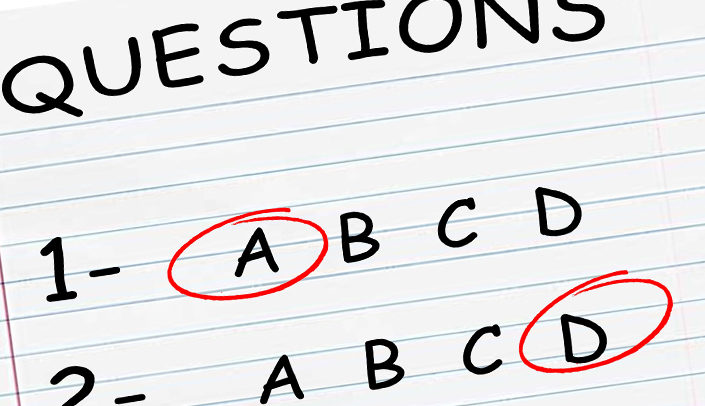 QUESTIONS
1- A B C D
2- A B C D